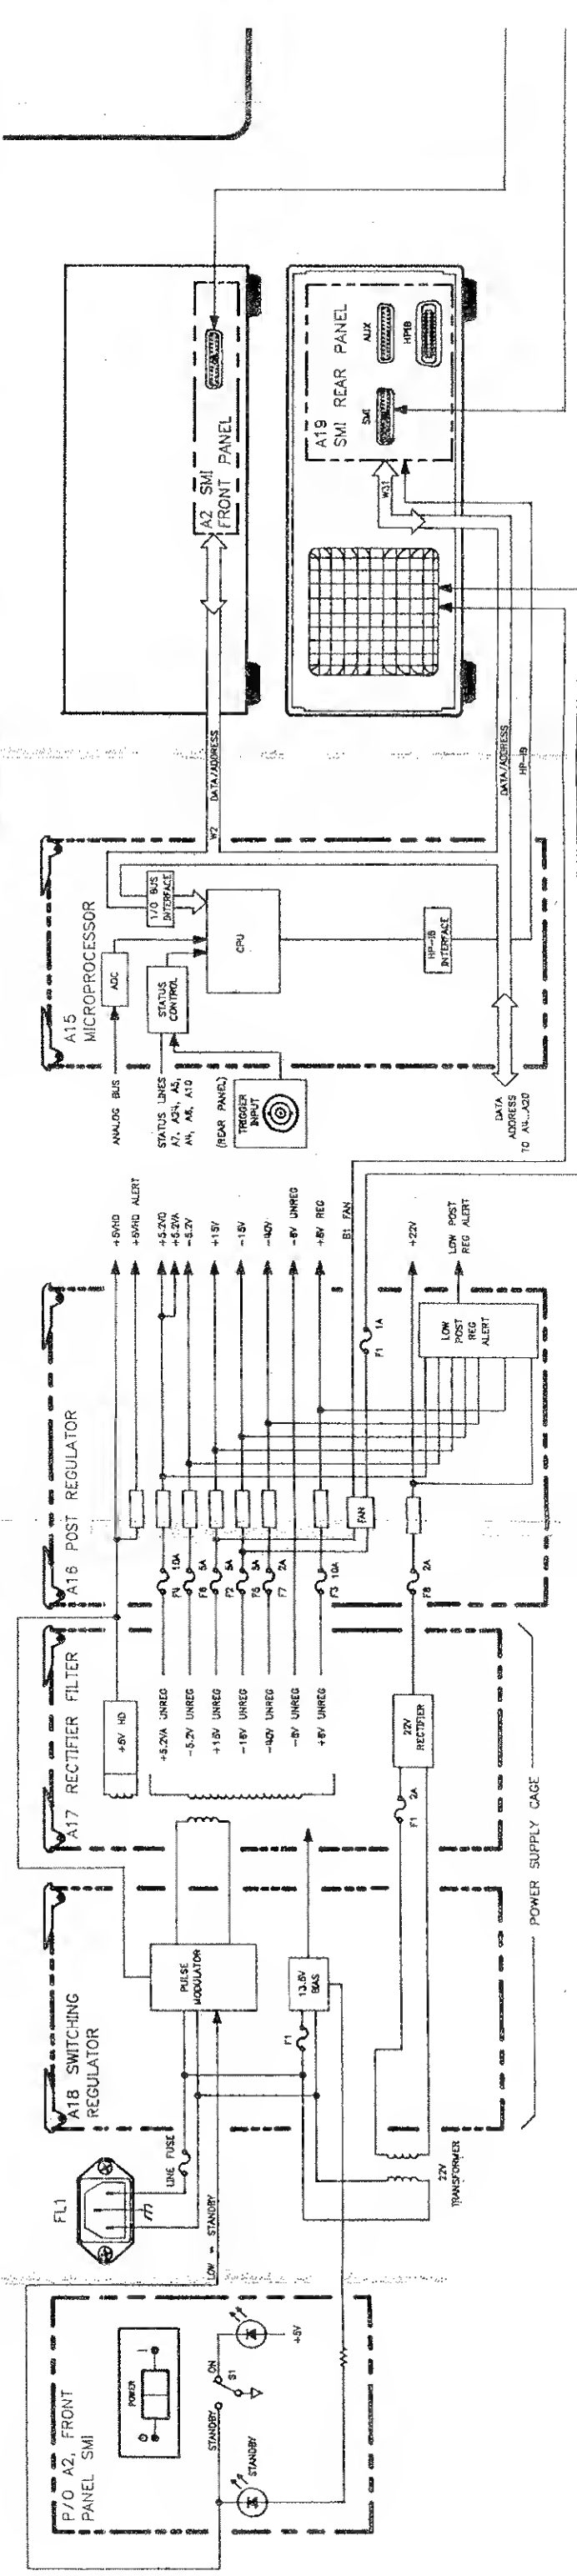 P/O A2, FRONT
PANEL SMI
POWER
STANDBY
ON
S1
STANDBY
+5V
FL1
LINE FUSE
LOW = STANDBY
22V
TRANSFORMER
A18 SWITCHING
REGULATOR
PULSE
MODULATOR
F1
13.5V
BIAS
POWER SUPPLY CAGE
A17 RECTIFIER FILTER
+5V HD
+5.2VA UNREG
-5.2V UNREG
+15V UNREG
-15V UNREG
-40V UNREG
-5V UNREG
+8V UNREG
F1
2A
22V
RECTIFIER
A16 POST REGULATOR
F4
10A
F6
5A
F2
5A
F5
3A
F7
2A
F3
10A
FAN
F8
2A
F1
1A
LOW
POST
REG
ALERT
+5VHD
+5VHD ALERT
+5.2VD
+5.2VA
-5.2V
+15V
-15V
-40V
-5V UNREG
+8V REG
B1 FAN
+22V
LOW POST
REG ALERT
A15
MICROPROCESSOR
ANALOG BUS
STATUS LINES
A7, A24, A5,
A4, A6, A10
(REAR PANEL)
TRIGGER
INPUT
ADC
STATUS
CONTROL
I/O BUS
INTERFACE
CPU
HP-IB
INTERFACE
DATA
ADDRESS
TO A4...A20
W2
DATA/ADDRESS
DATA/ADDRESS
HP-IB
A2 SMI
FRONT PANEL
A19
SMI REAR PANEL
SMI
AUX
HPIB
W31